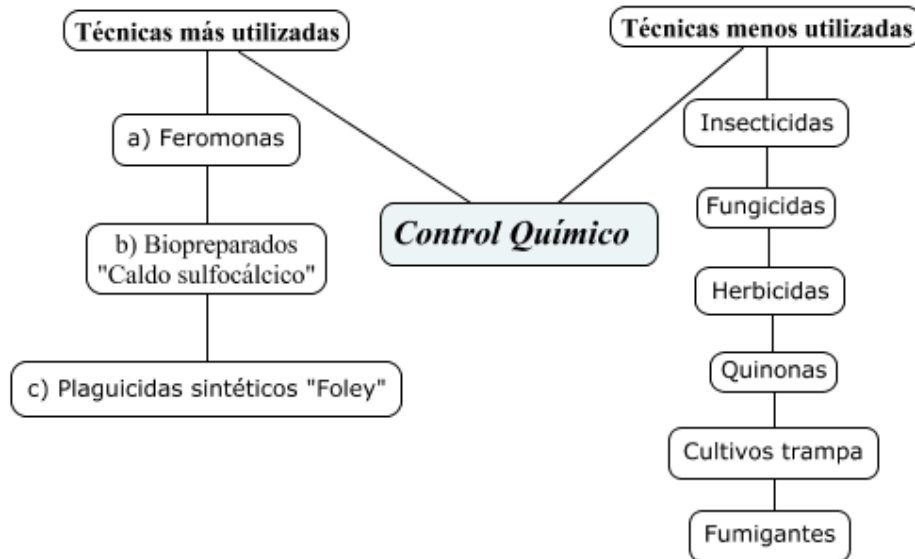 Técnicas más utilizadas
a) Feromonas
b) Biopreparados
"Caldo sulfocálcico"
c) Plaguicidas sintéticos "Foley"
Control Químico
Técnicas menos utilizadas
Insecticidas
Fungicidas
Herbicidas
Quinonas
Cultivos trampa
Fumigantes